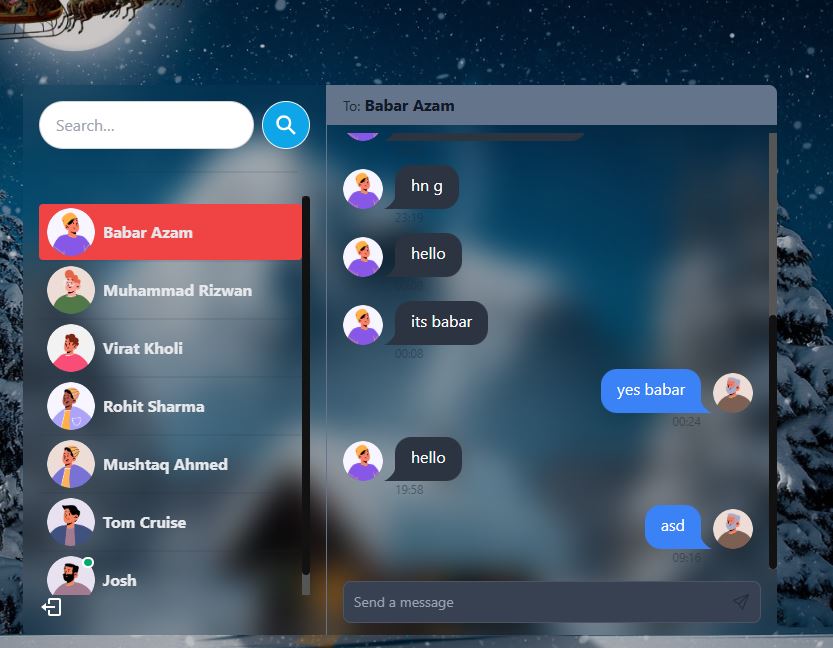 Search...
Babar Azam
Muhammad Rizwan
Virat Kholi
Rohit Sharma
Mushtaq Ahmed
Tom Cruise
Josh
To: Babar Azam
hn g
23:19
hello
its babar
00:08
yes babar
00:24
hello
19:58
asd
09:16
Send a message